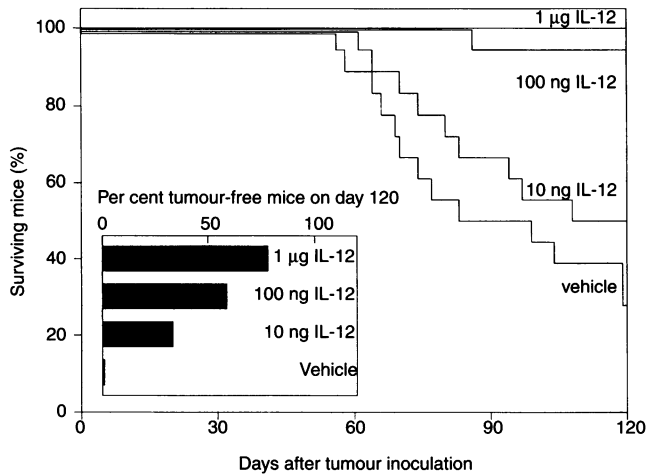 1 µg IL-12
100
100 ng IL-12
80
Surviving mice (%)
60
10 ng IL-12
Per cent tumour-free mice on day 120
0 50 100
1 µg IL-12
100 ng IL-12
10 ng IL-12
Vehicle
40
vehicle
20
0
0 30 60 90 120
Days after tumour inoculation